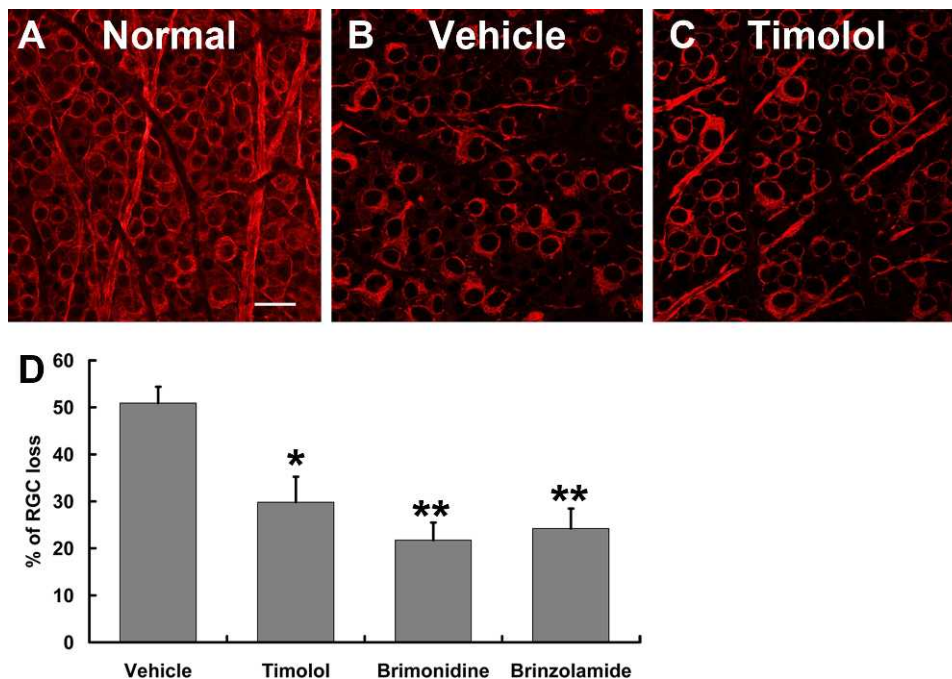 A Normal
B Vehicle
C Timolol
D
% of RGC loss
60
50
40
30
20
10
0
*
**
**
Vehicle Timolol Brimonidine Brinzolamide